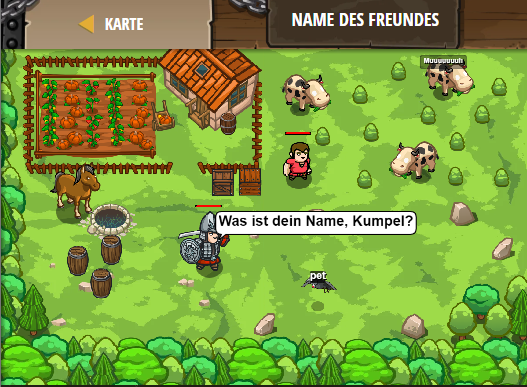 KARTE
NAME DES FREUNDES
Muuuuuuuh
Was ist dein Name, Kumpel?
pet